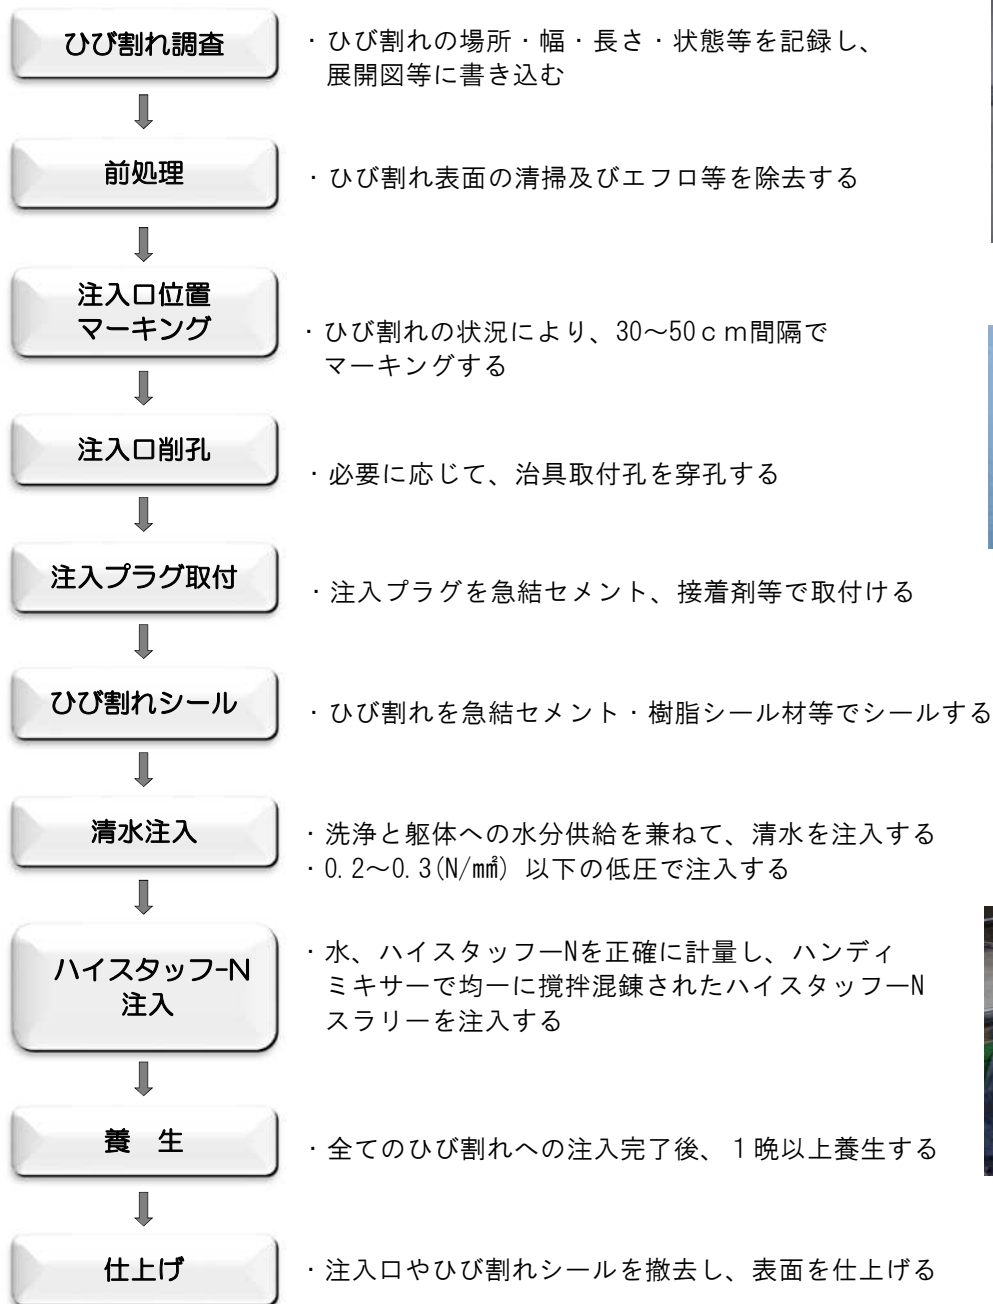 ひび割れ調査
・ひび割れの場所・幅・長さ・状態等を記録し、
展開図等に書き込む
前処理
・ひび割れ表面の清掃及びエフロ等を除去する
注入口位置
マーキング
・ひび割れの状況により、30～50ｃｍ間隔で
マーキングする
注入口削孔
・必要に応じて、治具取付孔を穿孔する
注入プラグ取付
・注入プラグを急結セメント、接着剤等で取付ける
ひび割れシール
・ひび割れを急結セメント・樹脂シール材等でシールする
清水注入
・洗浄と躯体への水分供給を兼ねて、清水を注入する
・0.2～0.3(N/㎟) 以下の低圧で注入する
ハイスタッフ-N
注入
・水、ハイスタッフーNを正確に計量し、ハンディ
ミキサーで均一に撹拌混錬されたハイスタッフーN
スラリーを注入する
養　生
・全てのひび割れへの注入完了後、１晩以上養生する
仕上げ
・注入口やひび割れシールを撤去し、表面を仕上げる